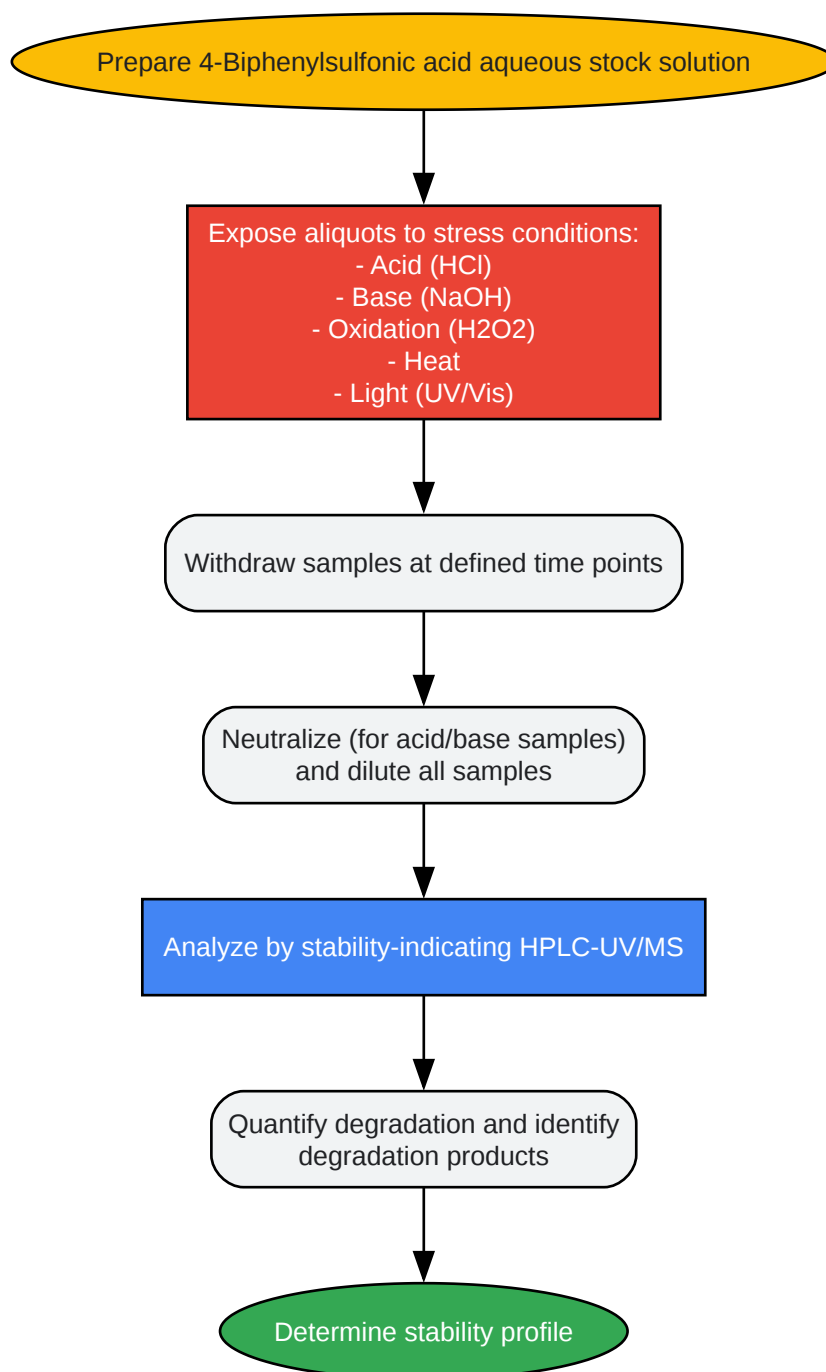 Prepare 4-Biphenylsulfonic acid aqueous stock solution
Expose aliquots to stress conditions:
- Acid (HCl)
- Base (NaOH)
- Oxidation (H2O2)
- Heat
- Light (UV/Vis)
Withdraw samples at defined time points
Neutralize (for acid/base samples)
and dilute all samples
Analyze by stability-indicating HPLC-UV/MS
Quantify degradation and identify
degradation products
Determine stability profile